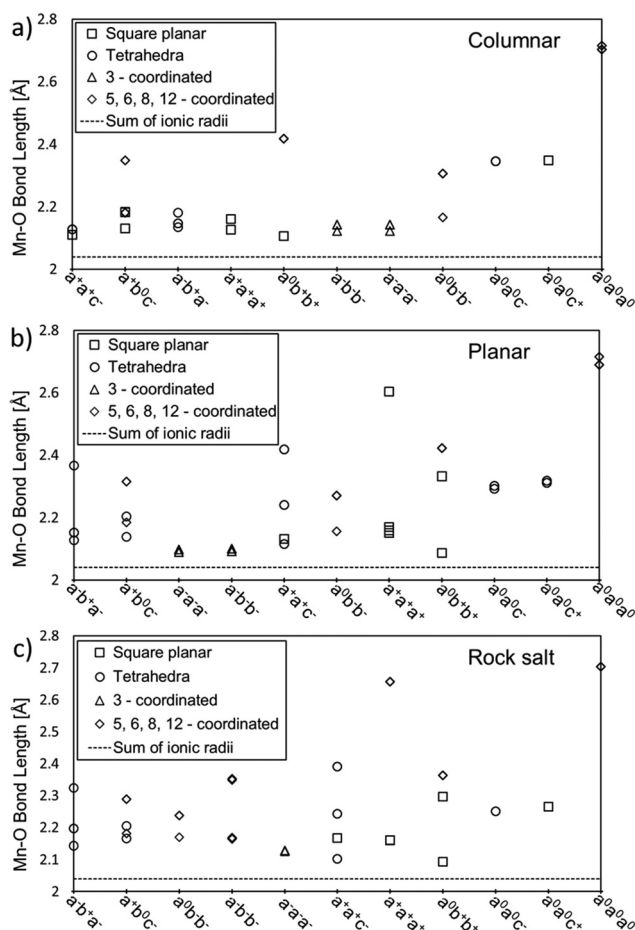 a)
Columnar
Square planar
Tetrahedra
3 - coordinated
5, 6, 8, 12 - coordinated
Sum of ionic radii
Mn-O Bond Length [Å]
2.8
2.6
2.4
2.2
2
a⁺a⁺c⁻ a⁺b⁰c⁻ a⁻b⁺a⁻ a⁺a⁺a⁺ a⁰b⁺b⁺ a⁻b⁻b⁻ a⁻a⁻a⁻ a⁰b⁻b⁻ a⁰a⁰c⁻ a⁰a⁰c⁺ a⁰a⁰a⁰
b)
Planar
Square planar
Tetrahedra
3 - coordinated
5, 6, 8, 12 - coordinated
Sum of ionic radii
Mn-O Bond Length [Å]
2.8
2.6
2.4
2.2
2
a⁻b⁺a⁻ a⁺b⁰c⁻ a⁻a⁻a⁻ a⁻b⁻b⁻ a⁺a⁺c⁻ a⁰b⁻b⁻ a⁺a⁺a⁺ a⁰b⁺b⁺ a⁰a⁰c⁻ a⁰a⁰c⁺ a⁰a⁰a⁰
c)
Rock salt
Square planar
Tetrahedra
3 - coordinated
5, 6, 8, 12 - coordinated
Sum of ionic radii
Mn-O Bond Length [Å]
2.8
2.7
2.6
2.5
2.4
2.3
2.2
2.1
2
a⁻b⁺a⁻ a⁺b⁰c⁻ a⁰b⁻b⁻ a⁻b⁻b⁻ a⁻a⁻a⁻ a⁺a⁺c⁻ a⁺a⁺a⁺ a⁰b⁺b⁺ a⁰a⁰c⁻ a⁰a⁰c⁺ a⁰a⁰a⁰